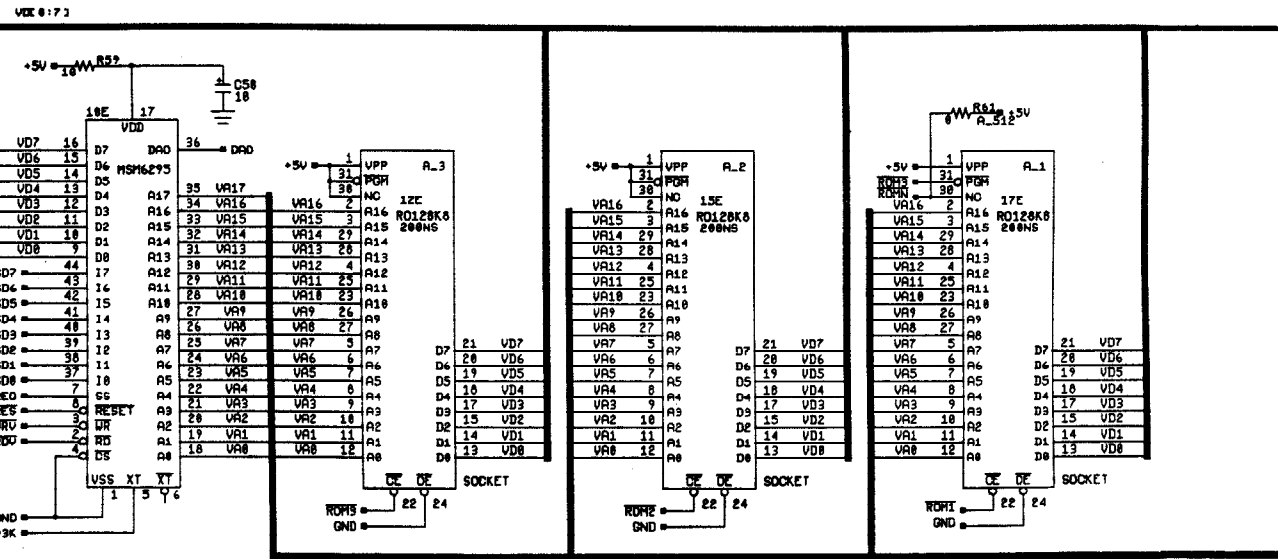 +5V 10 R59
C58
10
R61
0 A_512 +5V
10E 17
VDD
MSM6295
VD7 16 D7
VD6 15 D6
VD5 14 D5
VD4 13 D4
VD3 12 D3
VD2 11 D2
VD1 10 D1
VD0 9 D0
44 I7
43 I6
42 I5
41 I4
40 I3
39 I2
38 I1
37 I0
7 SS
8 RESET
3 WR
2 RD
4 DS
VSS XT XT
1 5 6
DAO 36 DAO
A17 35 VA17
A16 34 VA16
A15 33 VA15
A14 32 VA14
A13 31 VA13
A12 30 VA12
A11 29 VA11
A10 28 VA10
A9 27 VA9
A8 26 VA8
A7 25 VA7
A6 24 VA6
A5 23 VA5
A4 22 VA4
A3 21 VA3
A2 20 VA2
A1 19 VA1
A0 18 VA0
+5V 1 VPP A_3
31 PGM
30 NC
12E
RO128K8
200NS
VA16 2 A16
VA15 3 A15
VA14 29 A14
VA13 28 A13
VA12 4 A12
VA11 25 A11
VA10 23 A10
VA9 26 A9
VA8 27 A8
VA7 5 A7
VA6 6 A6
VA5 7 A5
VA4 8 A4
VA3 9 A3
VA2 10 A2
VA1 11 A1
VA0 12 A0
D7 21 VD7
D6 20 VD6
D5 19 VD5
D4 18 VD4
D3 17 VD3
D2 15 VD2
D1 14 VD1
D0 13 VD0
CE OE SOCKET
22 24
GND
+5V 1 VPP A_2
31 PGM
30 NC
15E
RO128K8
200NS
VA16 2 A16
VA15 3 A15
VA14 29 A14
VA13 28 A13
VA12 4 A12
VA11 25 A11
VA10 23 A10
VA9 26 A9
VA8 27 A8
VA7 5 A7
VA6 6 A6
VA5 7 A5
VA4 8 A4
VA3 9 A3
VA2 10 A2
VA1 11 A1
VA0 12 A0
D7 21 VD7
D6 20 VD6
D5 19 VD5
D4 18 VD4
D3 17 VD3
D2 15 VD2
D1 14 VD1
D0 13 VD0
CE OE SOCKET
ROM2 22 24
GND
+5V 1 VPP A_1
ROM3 31 PGM
ROMN 30 NC
17E
RO128K8
200NS
VA16 2 A16
VA15 3 A15
VA14 29 A14
VA13 28 A13
VA12 4 A12
VA11 25 A11
VA10 23 A10
VA9 26 A9
VA8 27 A8
VA7 5 A7
VA6 6 A6
VA5 7 A5
VA4 8 A4
VA3 9 A3
VA2 10 A2
VA1 11 A1
VA0 12 A0
D7 21 VD7
D6 20 VD6
D5 19 VD5
D4 18 VD4
D3 17 VD3
D2 15 VD2
D1 14 VD1
D0 13 VD0
CE OE SOCKET
ROM1 22 24
GND